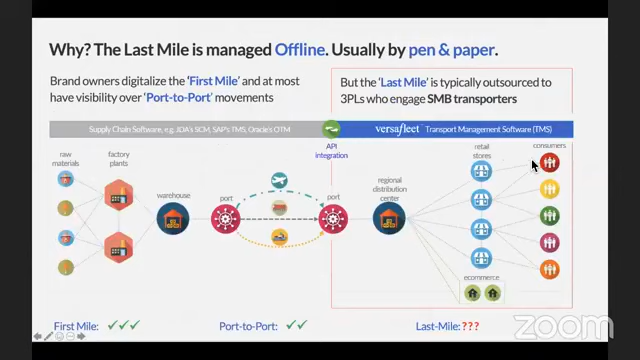 Why? The Last Mile is managed Offline. Usually by pen & paper.
Brand owners digitalize the ‘First Mile’ and at most
have visibility over ‘Port-to-Port’ movements
But the ‘Last Mile’ is typically outsourced to
3PLs who engage SMB transporters
Supply Chain Software, e.g. JDA's SCM, SAP's TMS, Oracle's OTM
versafleet Transport Management Software (TMS)
API
integration
raw
materials
factory
plants
warehouse
port
port
regional
distribution
center
retail
stores
consumers
ecommerce
First Mile: ✓✓✓
Port-to-Port: ✓✓
Last-Mile: ???
zoom